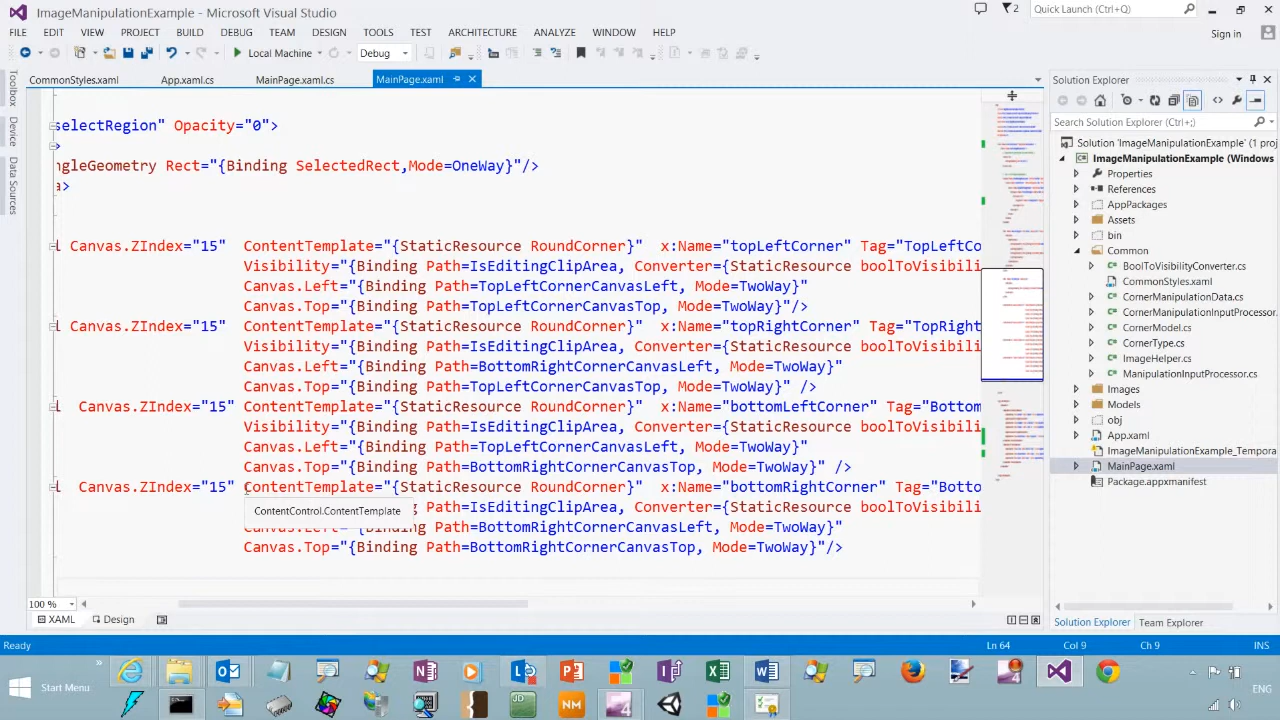 ImageManipulationExample - Microsoft Visual Studio
2
Quick Launch (Ctrl+Q)
FILE EDIT VIEW PROJECT BUILD DEBUG TEAM DESIGN TOOLS TEST ARCHITECTURE ANALYZE WINDOW HELP
Sign in
Local Machine Debug
CommonStyles.xaml App.xaml.cs MainPage.xaml.cs MainPage.xaml
Solution Explorer
Toolbox
Device
Data Sources
selectRegion" Opacity="0">
Rect="{ ,Mode=OneWay}"/>
Canvas.ZIndex="15" ContentTemplate="{StaticResource RoundCorner}" x:Name="topLeftCorner" Tag="TopLeftCo
Visibility="{Binding Path=IsEditingClipArea, Converter={StaticResource boolToVisibili
Canvas.Left="{Binding Path=TopLeftCornerCanvasLeft, Mode=TwoWay}"
Canvas.Top="{Binding Path=TopLeftCornerCanvasTop, Mode=TwoWay}"/>
Canvas.ZIndex="15" ContentTemplate="{StaticResource RoundCorner}" x:Name="topRightCorner" Tag="TopRight
Visibility="{Binding Path=IsEditingClipArea, Converter={StaticResource boolToVisibili
Canvas.Left="{Binding Path=BottomRightCornerCanvasLeft, Mode=TwoWay}"
Canvas.Top="{Binding Path=TopLeftCornerCanvasTop, Mode=TwoWay}" />
Canvas.ZIndex="15" ContentTemplate="{StaticResource RoundCorner}" x:Name="bottomLeftCorner" Tag="Bottom
Visibility="{Binding Path=IsEditingClipArea, Converter={StaticResource boolToVisibili
Canvas.Left="{Binding Path=TopLeftCornerCanvasLeft, Mode=TwoWay}"
Canvas.Top="{Binding Path=BottomRightCornerCanvasTop, Mode=TwoWay}" />
Canvas.ZIndex="15" ContentTemplate="{StaticResource RoundCorner}" x:Name="bottomRightCorner" Tag="Botto
Path=IsEditingClipArea, Converter={StaticResource boolToVisibili
ContentControl.ContentTemplate
Canvas.Left="{Binding Path=BottomRightCornerCanvasLeft, Mode=TwoWay}"
Canvas.Top="{Binding Path=BottomRightCornerCanvasTop, Mode=TwoWay}"/>
Search Solution Explorer
Properties
References
AppPackages
Assets
Common
BoolToVisibilityConverter.cs
CommonStyles.xaml
CornerManipulationData.cs
CornerManipulationInputProcessor
CornerModel.cs
CornerTypes.cs
ImageHelper.cs
ManipulationInputProcessor.cs
Images
Models
App.xaml
MainPage.xaml
Package.appxmanifest
100 %
XAML Design
Solution Explorer Team Explorer
Ready Ln 64 Col 9 Ch 9 INS
Start Menu
ENG